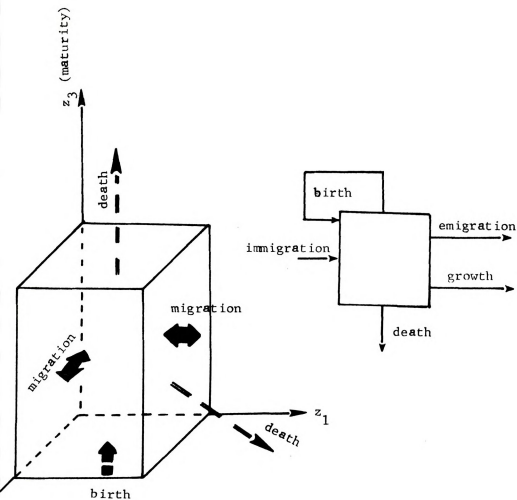 z3 (maturity)
death
birth
emigration
immigration
growth
migration
death
migration
z1
death
birth